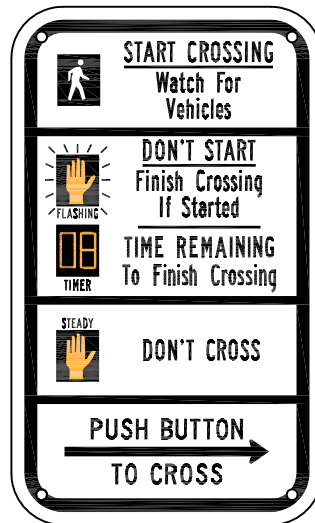 START CROSSING
Watch For
Vehicles
DON'T START
Finish Crossing
If Started
FLASHING
08
TIMER
TIME REMAINING
To Finish Crossing
STEADY
DON'T CROSS
PUSH BUTTON
TO CROSS